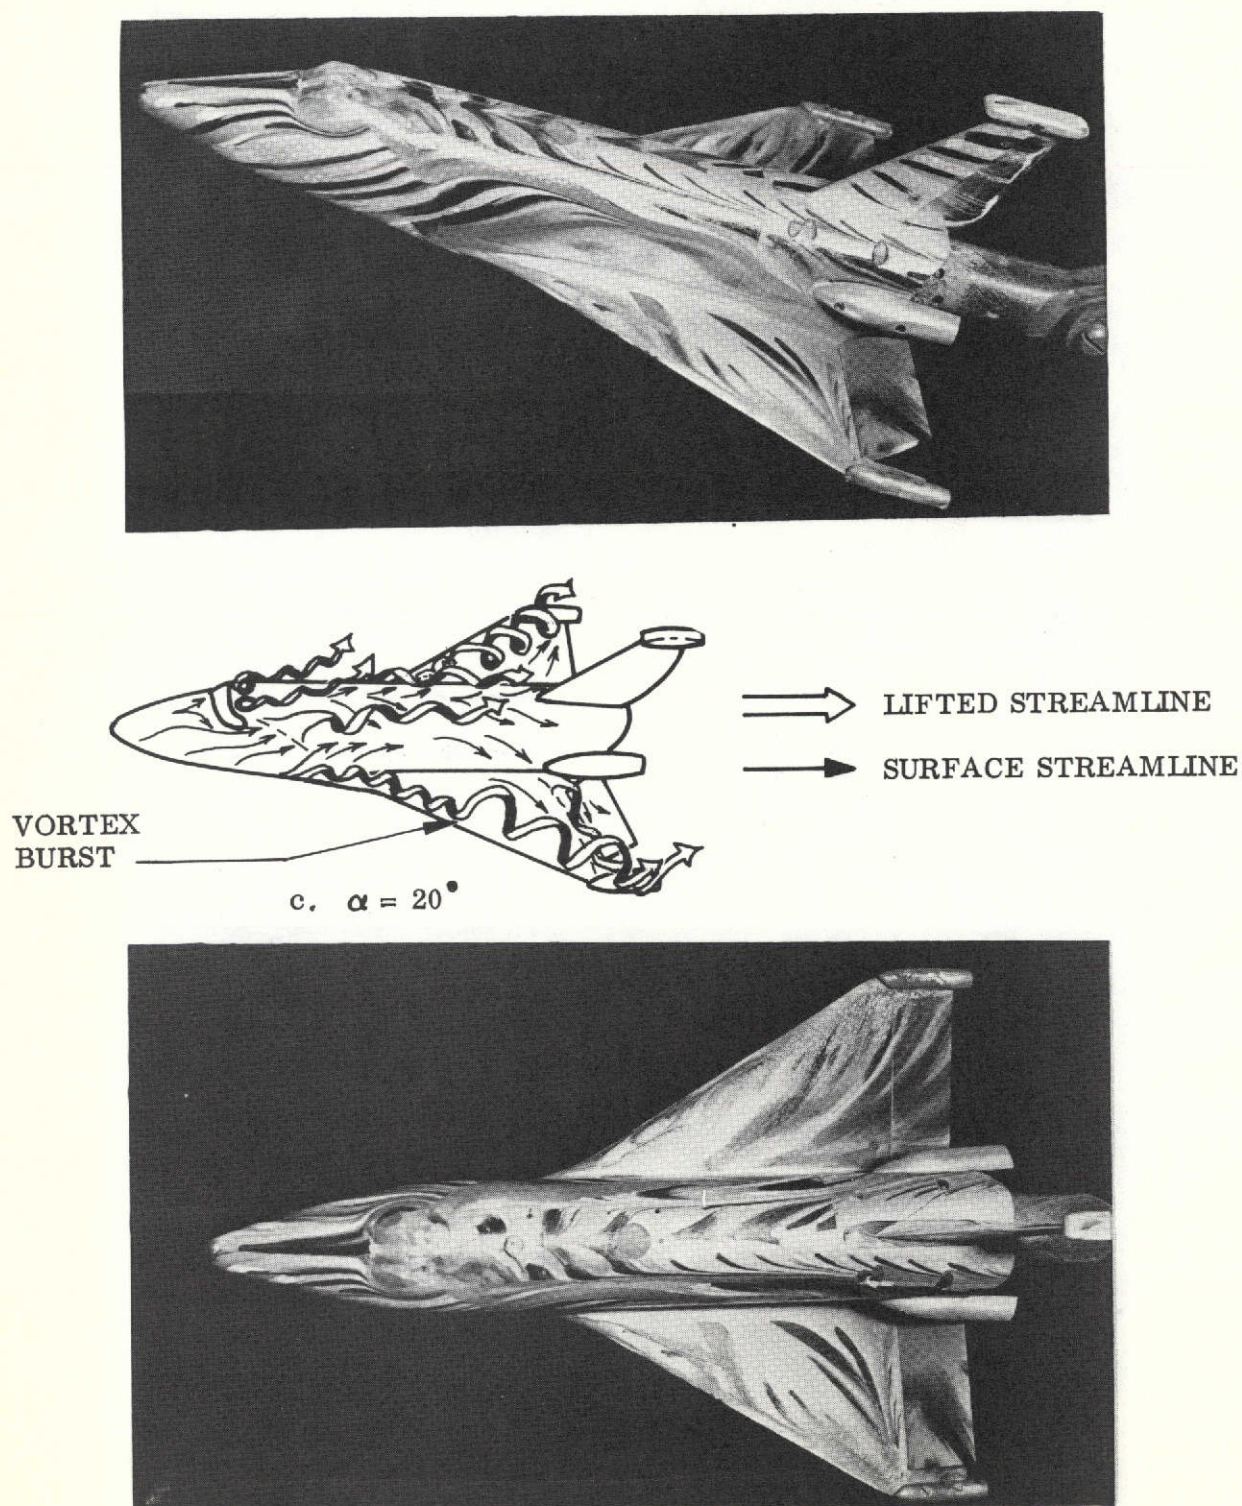 LIFTED STREAMLINE
SURFACE STREAMLINE
VORTEX
BURST
c. α = 20°